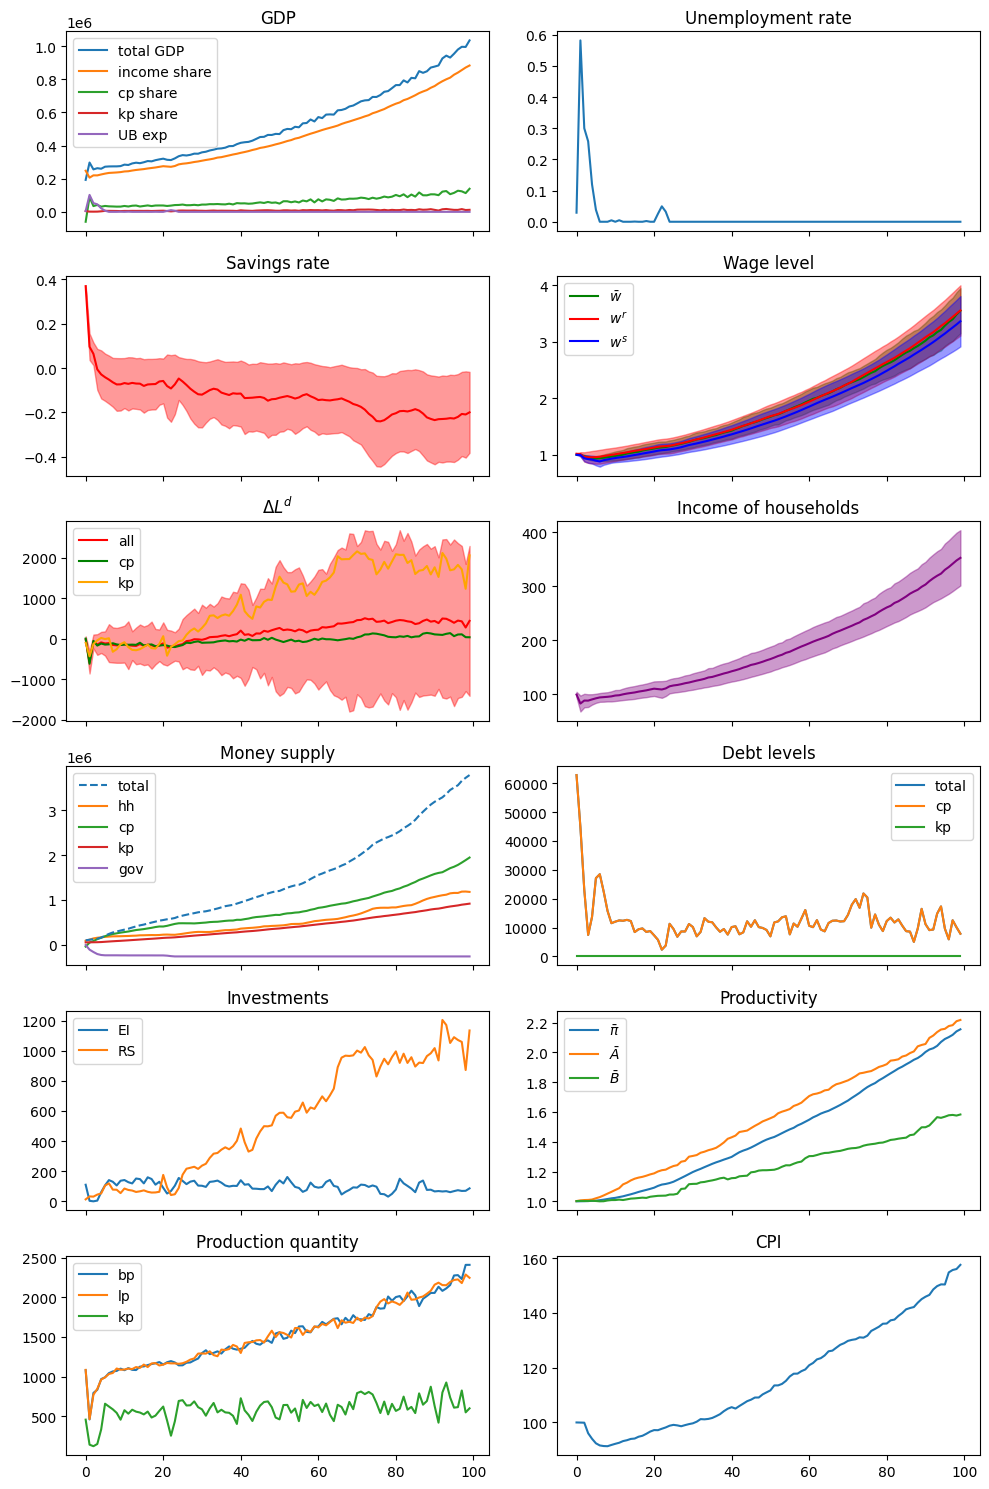 GDP
1e6
1.0
0.8
0.6
0.4
0.2
0.0
total GDP
income share
cp share
kp share
UB exp
Unemployment rate
0.6
0.5
0.4
0.3
0.2
0.1
0.0
Savings rate
0.4
0.2
0.0
−0.2
−0.4
Wage level
4
3
2
1
w̄
wʳ
wˢ
ΔLᵈ
2000
1000
0
−1000
−2000
all
cp
kp
Income of households
400
300
200
100
Money supply
1e6
3
2
1
0
total
hh
cp
kp
gov
Debt levels
60000
50000
40000
30000
20000
10000
0
total
cp
kp
Investments
1200
1000
800
600
400
200
0
EI
RS
Productivity
2.2
2.0
1.8
1.6
1.4
1.2
1.0
π̄
Ā
B̄
Production quantity
2500
2000
1500
1000
500
bp
lp
kp
0 20 40 60 80 100
CPI
160
140
120
100
0 20 40 60 80 100